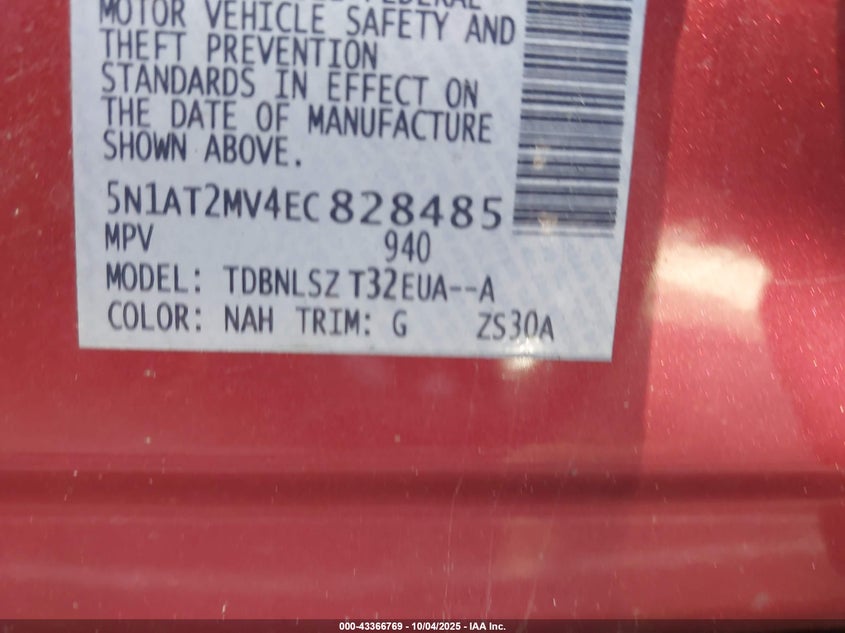 FEDERAL
MOTOR VEHICLE SAFETY AND
THEFT PREVENTION
STANDARDS IN EFFECT ON
THE DATE OF MANUFACTURE
SHOWN ABOVE.
5N1AT2MV4EC828485
MPV 940
MODEL: TDBNLSZ T32EUA--A
COLOR: NAH TRIM: G ZS30A
000-43366769 | 10/04/2025 - IAA Inc.